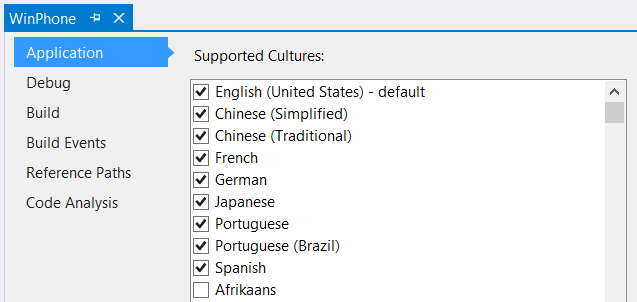 WinPhone
Application
Debug
Build
Build Events
Reference Paths
Code Analysis
Supported Cultures:
English (United States) - default
Chinese (Simplified)
Chinese (Traditional)
French
German
Japanese
Portuguese
Portuguese (Brazil)
Spanish
Afrikaans